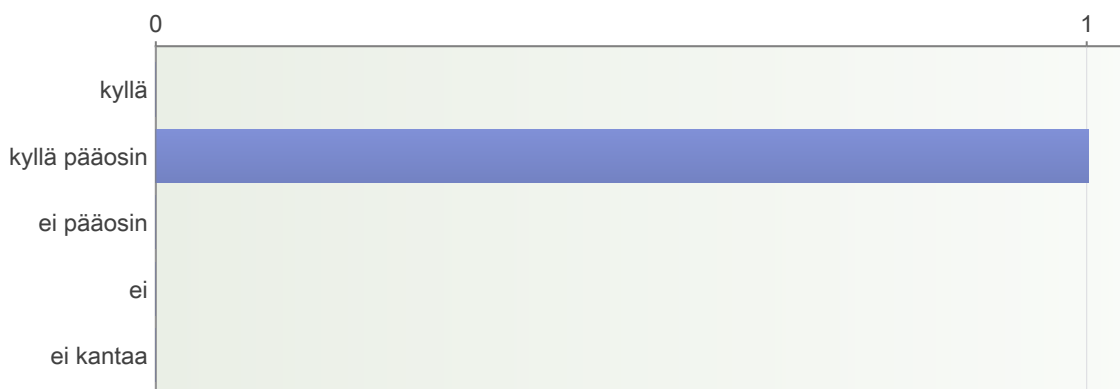 0 1
kyllä
kyllä pääosin
ei pääosin
ei
ei kantaa